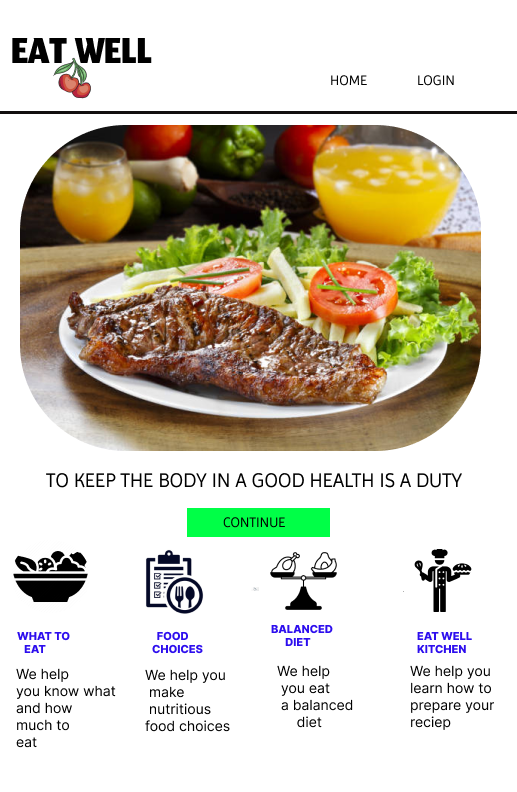 EAT WELL
HOME LOGIN
TO KEEP THE BODY IN A GOOD HEALTH IS A DUTY
CONTINUE
WHAT TO
EAT
We help
you know what
and how
much to
eat
FOOD
CHOICES
We help you
make
nutritious
food choices
BALANCED
DIET
We help
you eat
a balanced
diet
EAT WELL
KITCHEN
We help you
learn how to
prepare your
reciep